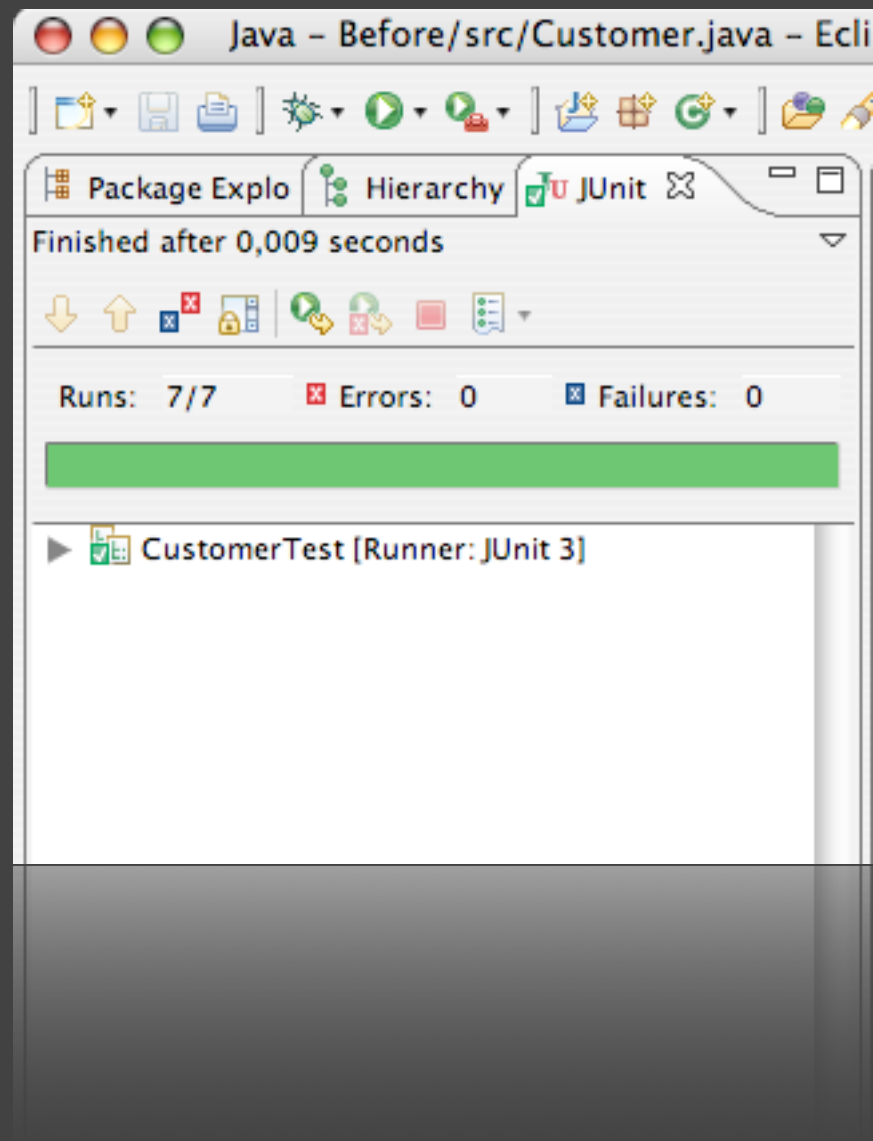 Java – Before/src/Customer.java – Ecli
Package Explo Hierarchy JU JUnit
Finished after 0,009 seconds
Runs: 7/7 Errors: 0 Failures: 0
CustomerTest [Runner: JUnit 3]